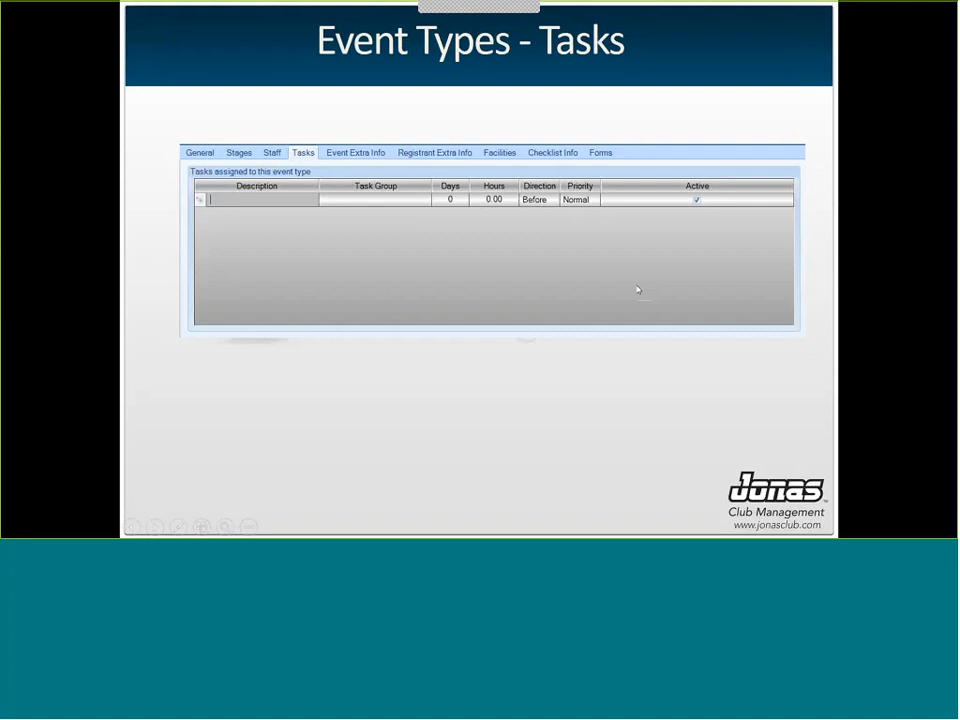 Event Types - Tasks
General Stages Staff Tasks Event Extra Info Registrant Extra Info Facilities Checklist Info Forms
Tasks assigned to this event type
Description Task Group Days Hours Direction Priority Active
0 0.00 Before Normal
Jonas
Club Management
www.jonasclub.com